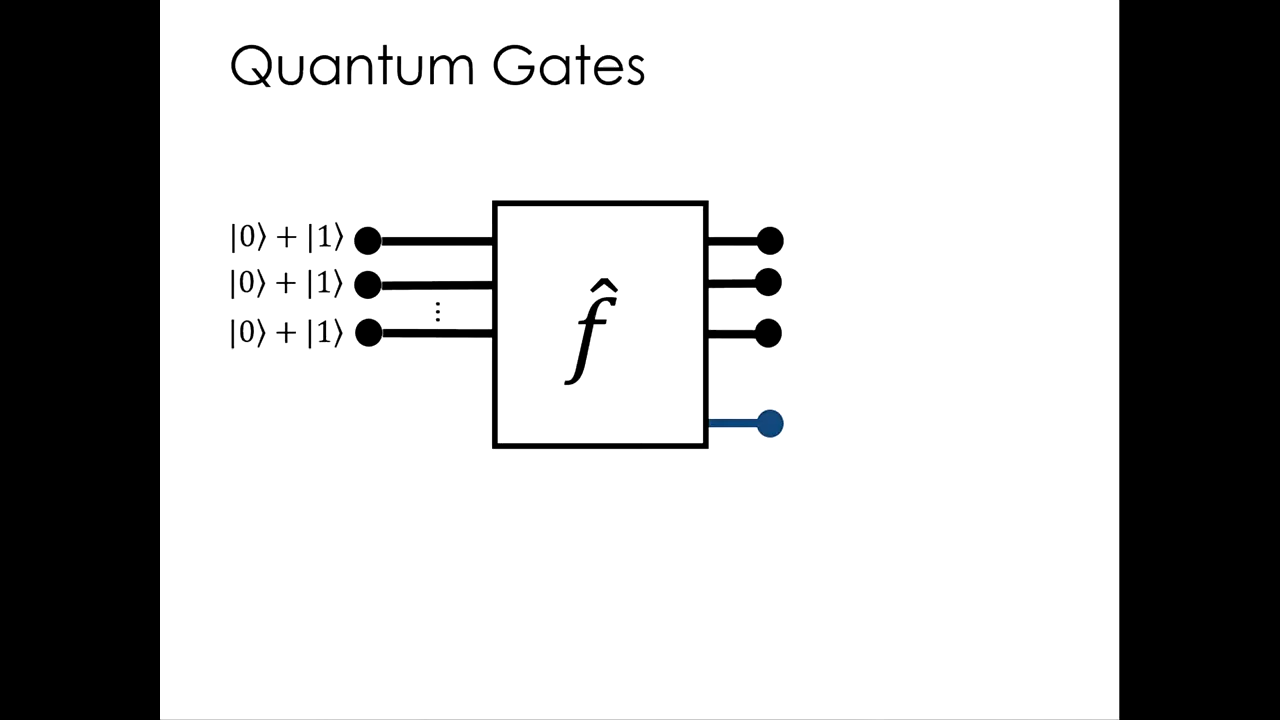 Quantum Gates
|0⟩ + |1⟩
|0⟩ + |1⟩
⋮
|0⟩ + |1⟩
f̂